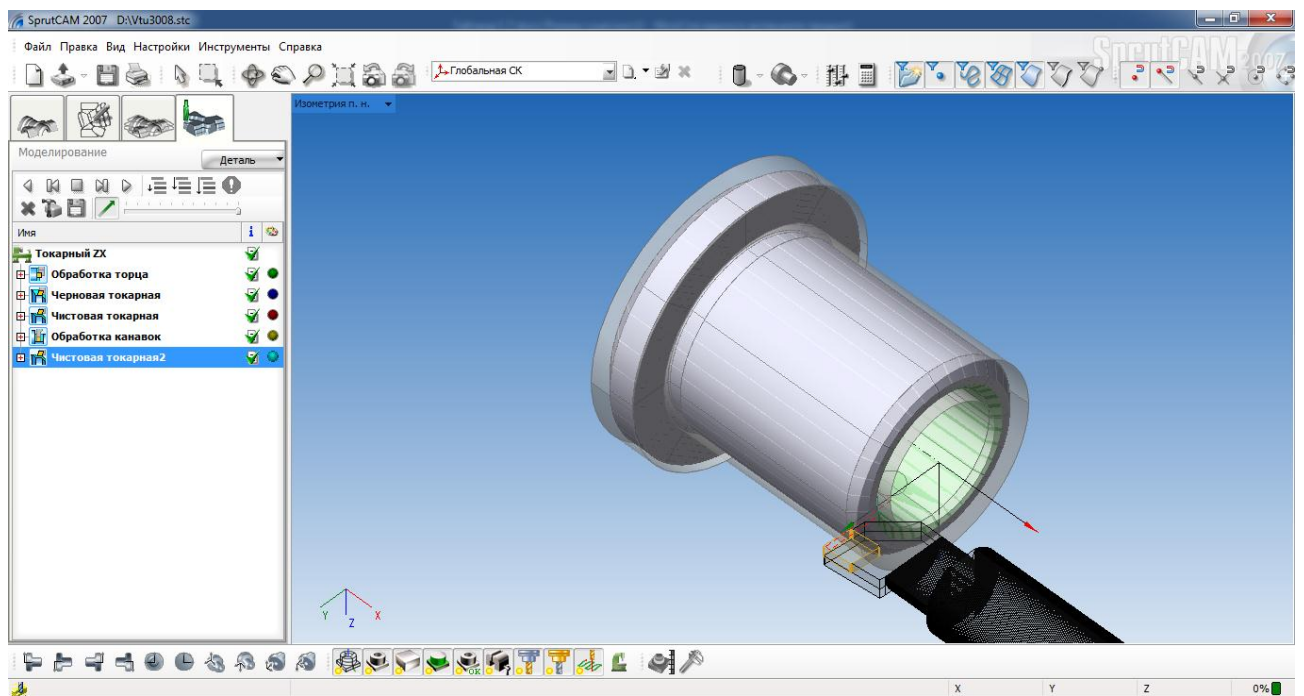 SprutCAM 2007 D:\Vtu3008.stc
Файл Правка Вид Настройки Инструменты Справка
SprutCAM 2007
Глобальная СК
Изометрия п. н.
Моделирование
Деталь
Имя
Токарный ZX
Обработка торца
Черновая токарная
Чистовая токарная
Обработка канавок
Чистовая токарная2
Y Z X
X Y Z 0%